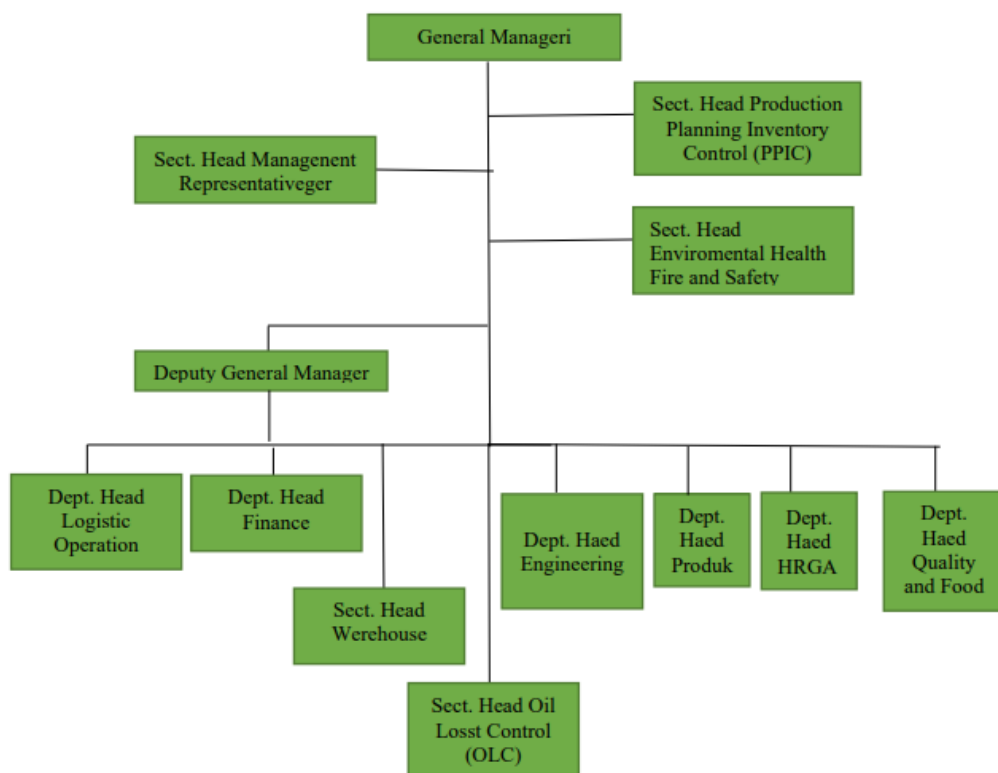 General Manageri
Sect. Head Production
Planning Inventory
Control (PPIC)
Sect. Head Managenent
Representativeger
Sect. Head
Enviromental Health
Fire and Safety
Deputy General Manager
Dept. Head
Logistic
Operation
Dept. Head
Finance
Sect. Head
Werehouse
Sect. Head Oil
Losst Control
(OLC)
Dept. Haed
Engineering
Dept.
Haed
Produk
Dept.
Haed
HRGA
Dept.
Haed
Quality
and Food